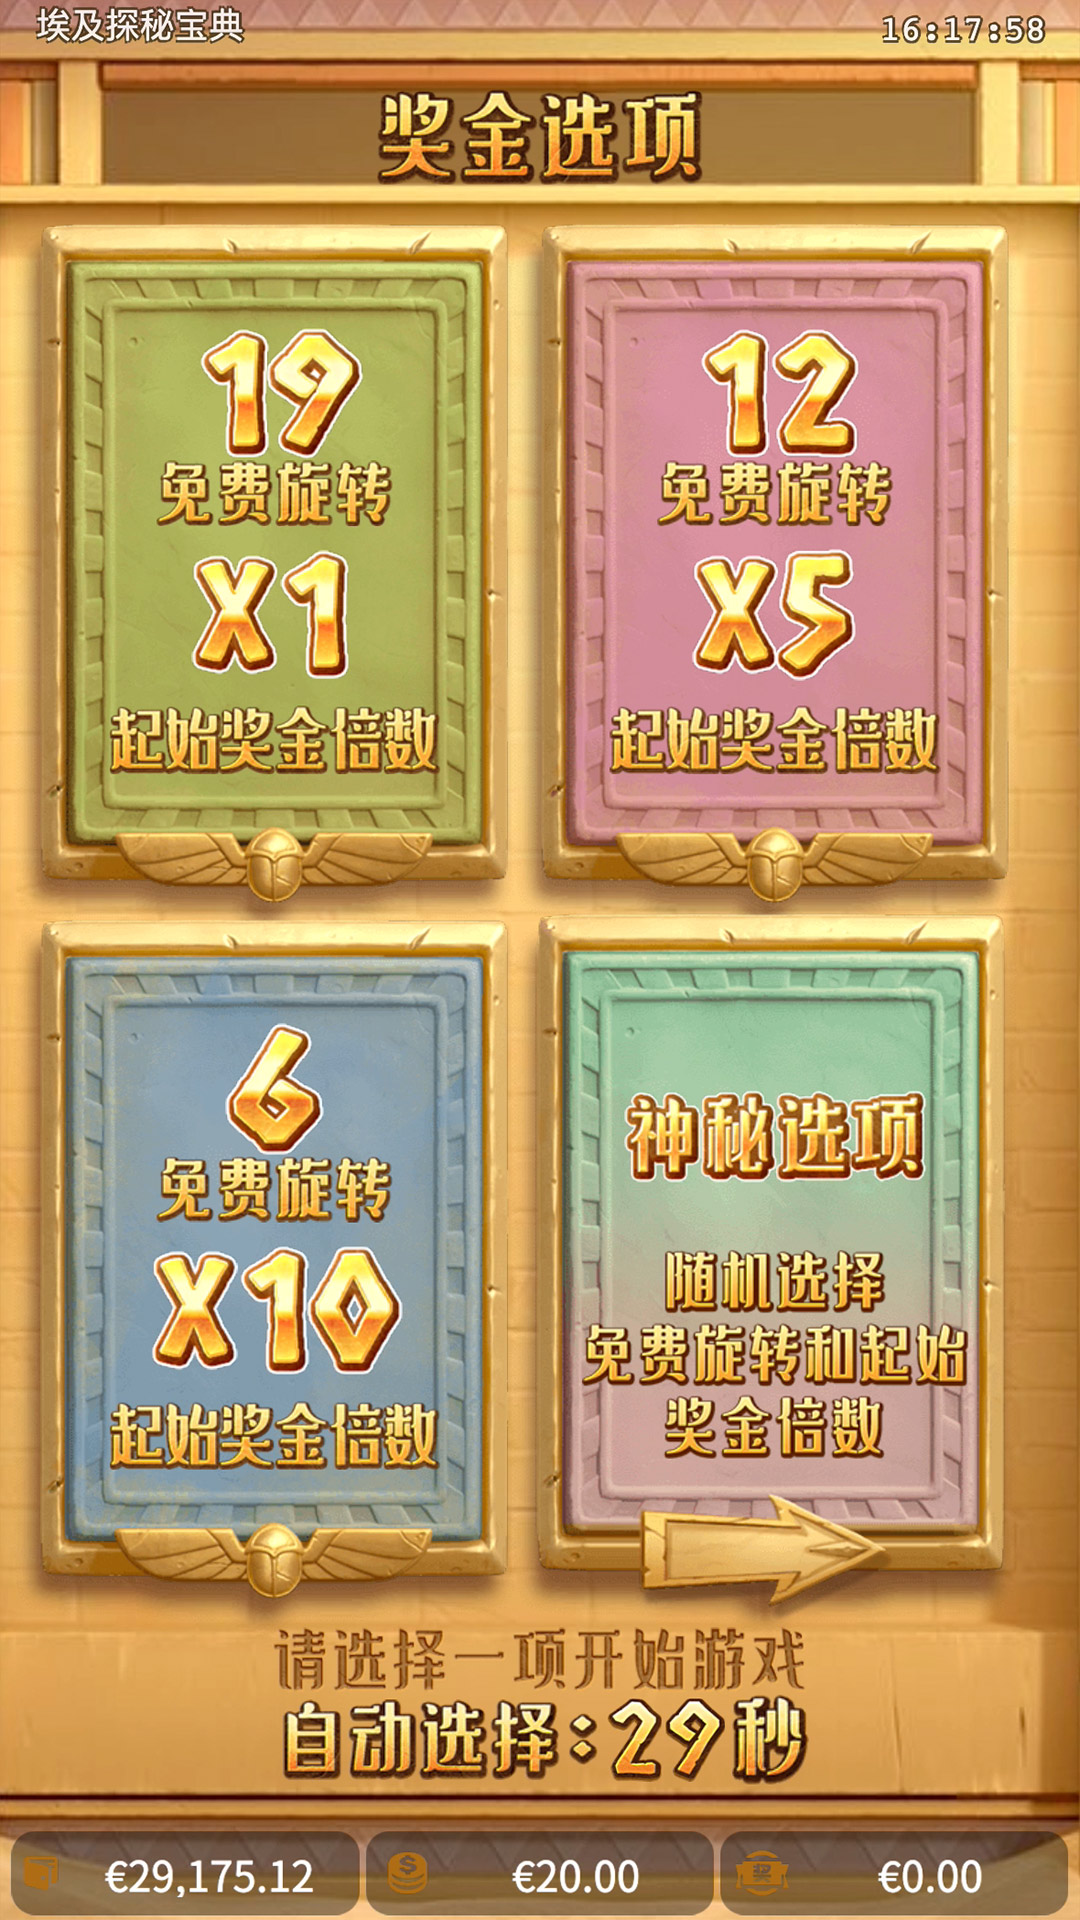 埃及探秘宝典
16:17:58
奖金选项
19
免费旋转
X1
起始奖金倍数
12
免费旋转
X5
起始奖金倍数
6
免费旋转
X10
起始奖金倍数
神秘选项
随机选择
免费旋转和起始
奖金倍数
请选择一项开始游戏
自动选择:29秒
€29,175.12
€20.00
奖
€0.00